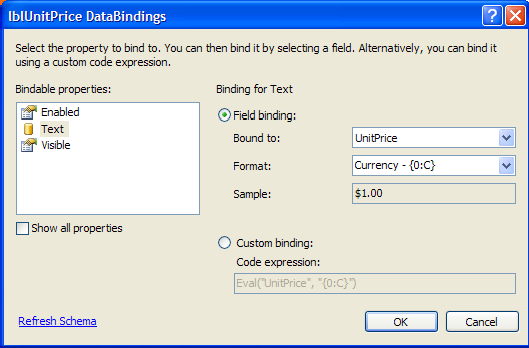 lblUnitPrice DataBindings
Select the property to bind to. You can then bind it by selecting a field. Alternatively, you can bind it
using a custom code expression.
Bindable properties:
Enabled
Text
Visible
Show all properties
Binding for Text
Field binding:
Bound to: UnitPrice
Format: Currency - {0:C}
Sample: $1.00
Custom binding:
Code expression:
Eval("UnitPrice", "{0:C}")
Refresh Schema
OK Cancel